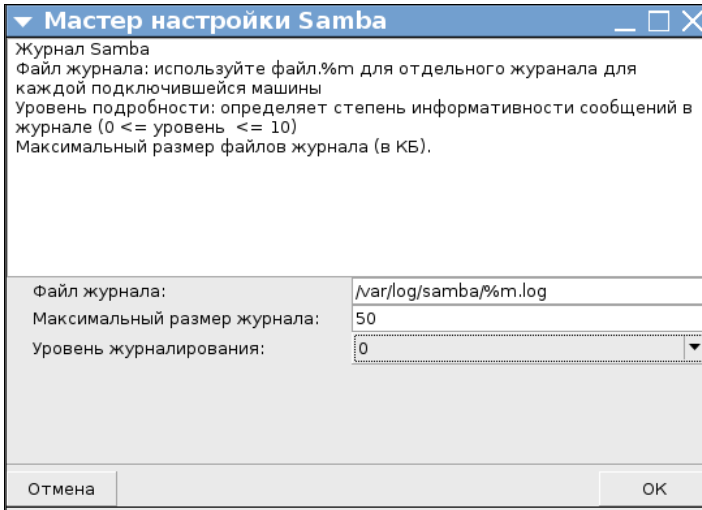 Мастер настройки Samba
Журнал Samba
Файл журнала: используйте файл.%m для отдельного журанала для
каждой подключившейся машины
Уровень подробности: определяет степень информативности сообщений в
журнале (0 <= уровень  <= 10)
Максимальный размер файлов журнала (в КБ).
Файл журнала: /var/log/samba/%m.log
Максимальный размер журнала: 50
Уровень журналирования: 0
Отмена OK